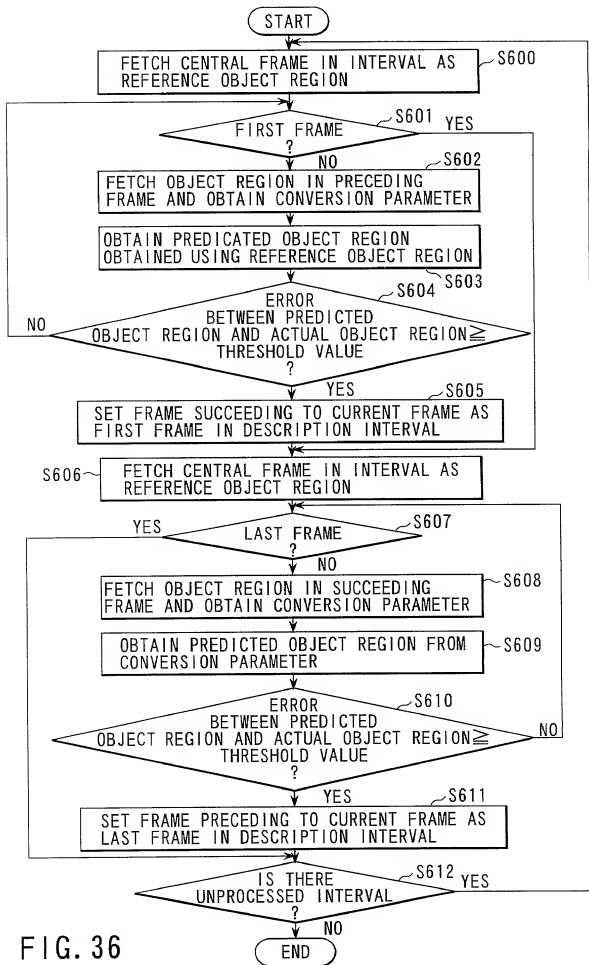 START
FETCH CENTRAL FRAME IN INTERVAL AS
REFERENCE OBJECT REGION
S600
FIRST FRAME
?
S601
YES
NO
S602
FETCH OBJECT REGION IN PRECEDING
FRAME AND OBTAIN CONVERSION PARAMETER
OBTAIN PREDICATED OBJECT REGION
OBTAINED USING REFERENCE OBJECT REGION
S603
S604
ERROR
BETWEEN PREDICTED
OBJECT REGION AND ACTUAL OBJECT REGION≧
THRESHOLD VALUE
?
NO
YES
S605
SET FRAME SUCCEEDING TO CURRENT FRAME AS
FIRST FRAME IN DESCRIPTION INTERVAL
S606
FETCH CENTRAL FRAME IN INTERVAL AS
REFERENCE OBJECT REGION
YES
S607
LAST FRAME
?
NO
FETCH OBJECT REGION IN SUCCEEDING
FRAME AND OBTAIN CONVERSION PARAMETER
S608
OBTAIN PREDICTED OBJECT REGION FROM
CONVERSION PARAMETER
S609
S610
ERROR
BETWEEN PREDICTED
OBJECT REGION AND ACTUAL OBJECT REGION≧
THRESHOLD VALUE
?
NO
YES
S611
SET FRAME PRECEDING TO CURRENT FRAME AS
LAST FRAME IN DESCRIPTION INTERVAL
S612
IS THERE
UNPROCESSED INTERVAL
?
YES
NO
END
FIG. 36